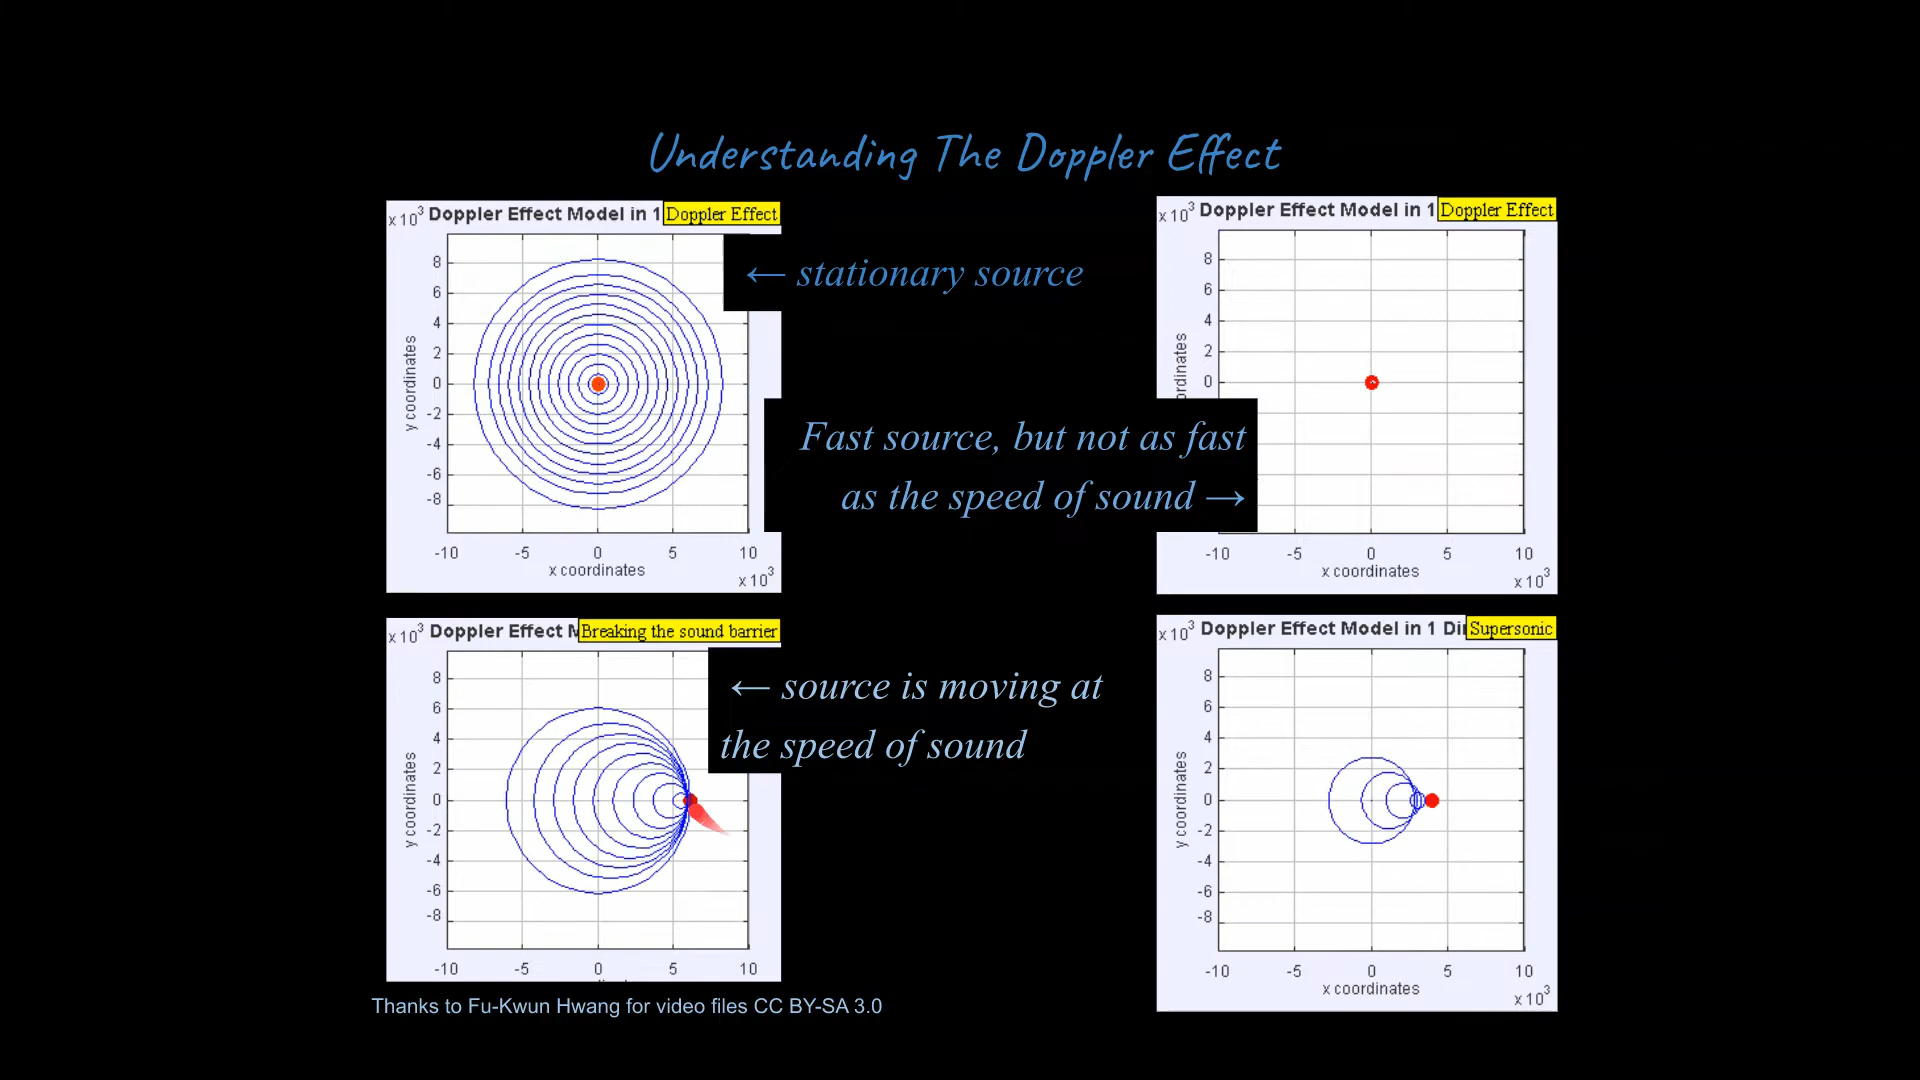 Understanding The Doppler Effect
x 10³ Doppler Effect Model in 1 Doppler Effect
8
6
4
2
0
-2
-4
-6
-8
y coordinates
-10 -5 0 5 10
x coordinates
x 10³
← stationary source
x 10³ Doppler Effect Model in 1 Doppler Effect
8
6
4
2
0
rdinates
-10 -5 0 5 10
x coordinates
x 10³
Fast source, but not as fast
as the speed of sound →
x 10³ Doppler Effect M Breaking the sound barrier
8
6
4
2
0
-2
-4
-6
-8
y coordinates
-10 -5 0 5 10
← source is moving at
the speed of sound
x 10³ Doppler Effect Model in 1 Di Supersonic
8
6
4
2
0
-2
-4
-6
-8
y coordinates
-10 -5 0 5 10
x coordinates
x 10³
Thanks to Fu-Kwun Hwang for video files CC BY-SA 3.0